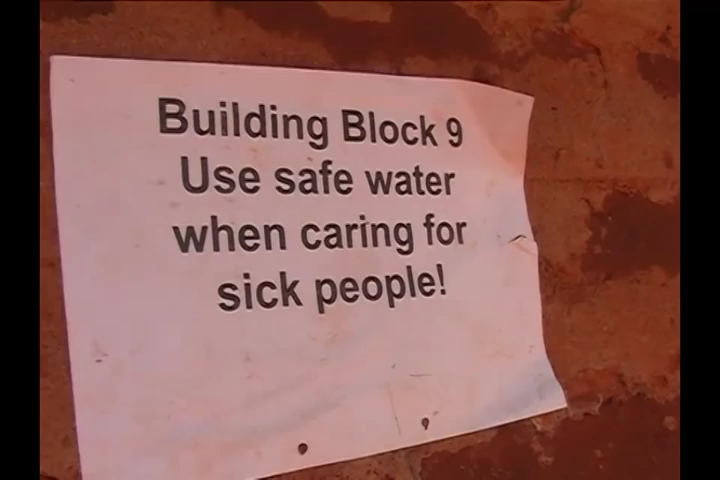 Building Block 9
Use safe water
when caring for
sick people!